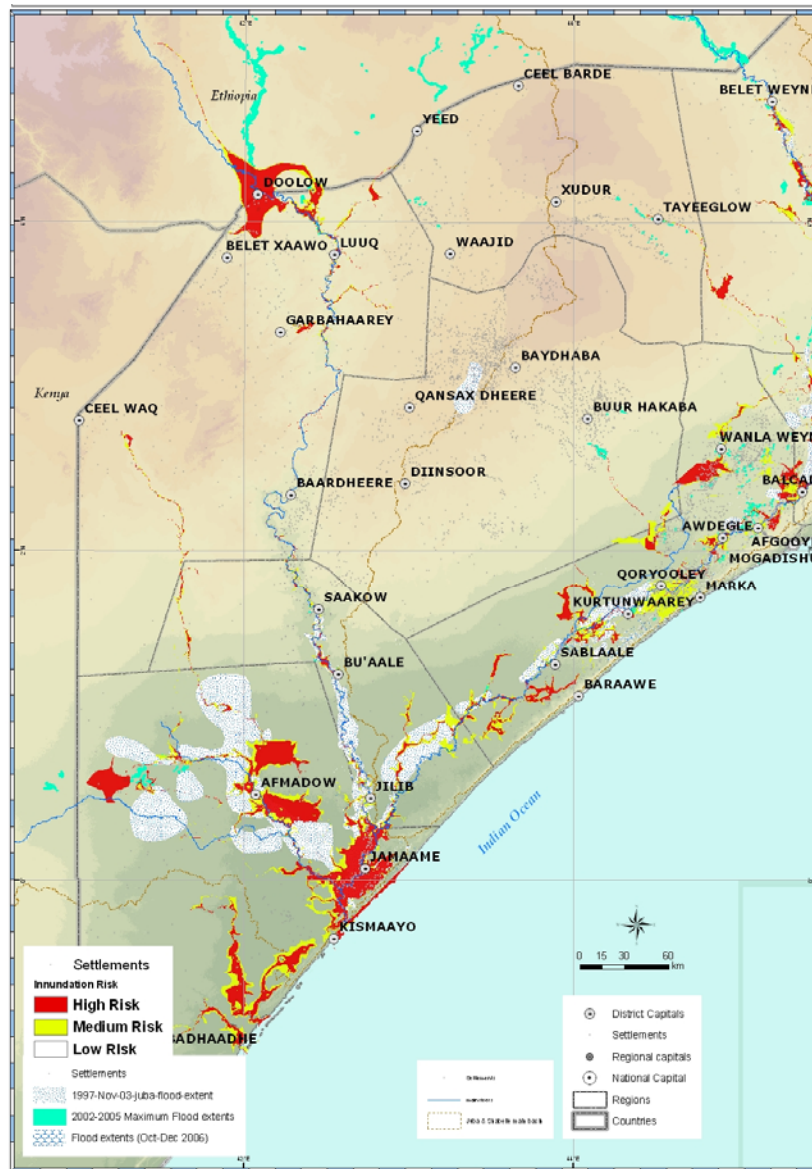 CEEL BARDE
BELET WEYN
Ethiopia
YEED
DOOLOW
XUDUR
TAYEEGLOW
BELET XAAWO
LUUQ
WAAJID
GARBAHAAREY
BAYDHABA
Kenya
CEEL WAQ
QANSAX DHEERE
BUUR HAKABA
WANLA WEYI
BAARDHEERE
DIINSOOR
BALCA
AWDEGLE
AFGOOY
MOGADISHU
QORYOOLEY
MARKA
SAAKOW
KURTUNWAAREY
BU'AALE
SABLAALE
BARAAWE
AFMADOW
JILIB
Indian Ocean
JAMAAME
KISMAAYO
BADHAADHE
0 15 30 60
km
Settlements
Innundation Risk
High Risk
Medium Risk
Low Risk
Settlements
1997-Nov-03-juba-flood-extent
2002-2005 Maximum Flood extents
Flood extents (Oct-Dec 2006)
District Capitals
Settlements
Regional capitals
National Capital
Regions
Countries